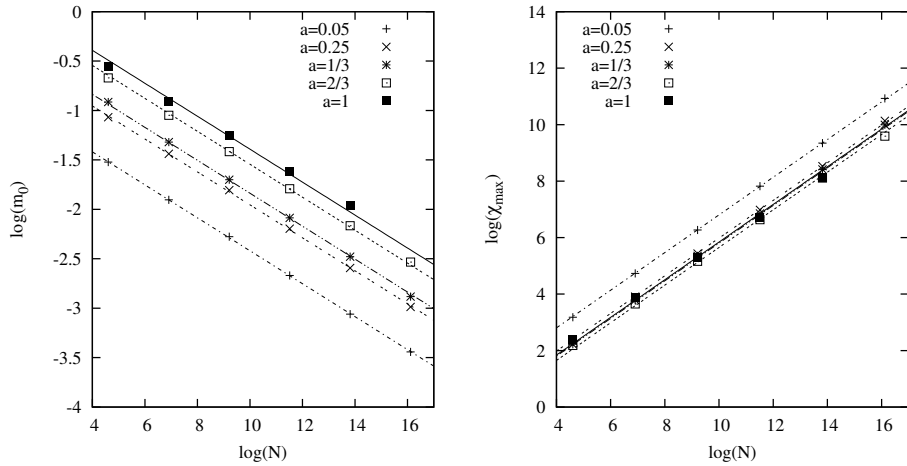 0
-0.5
-1
-1.5
-2
-2.5
-3
-3.5
-4
log(m0)
4 6 8 10 12 14 16
log(N)
a=0.05
a=0.25
a=1/3
a=2/3
a=1
14
12
10
8
6
4
2
0
log(χmax)
4 6 8 10 12 14 16
log(N)
a=0.05
a=0.25
a=1/3
a=2/3
a=1